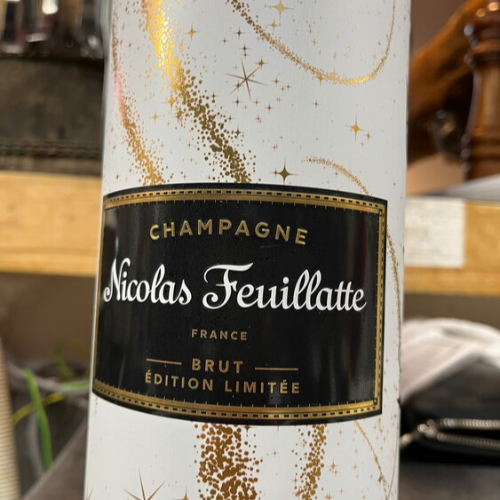 CHAMPAGNE
Nicolas Feuillatte
FRANCE
BRUT
ÉDITION LIMITÉE